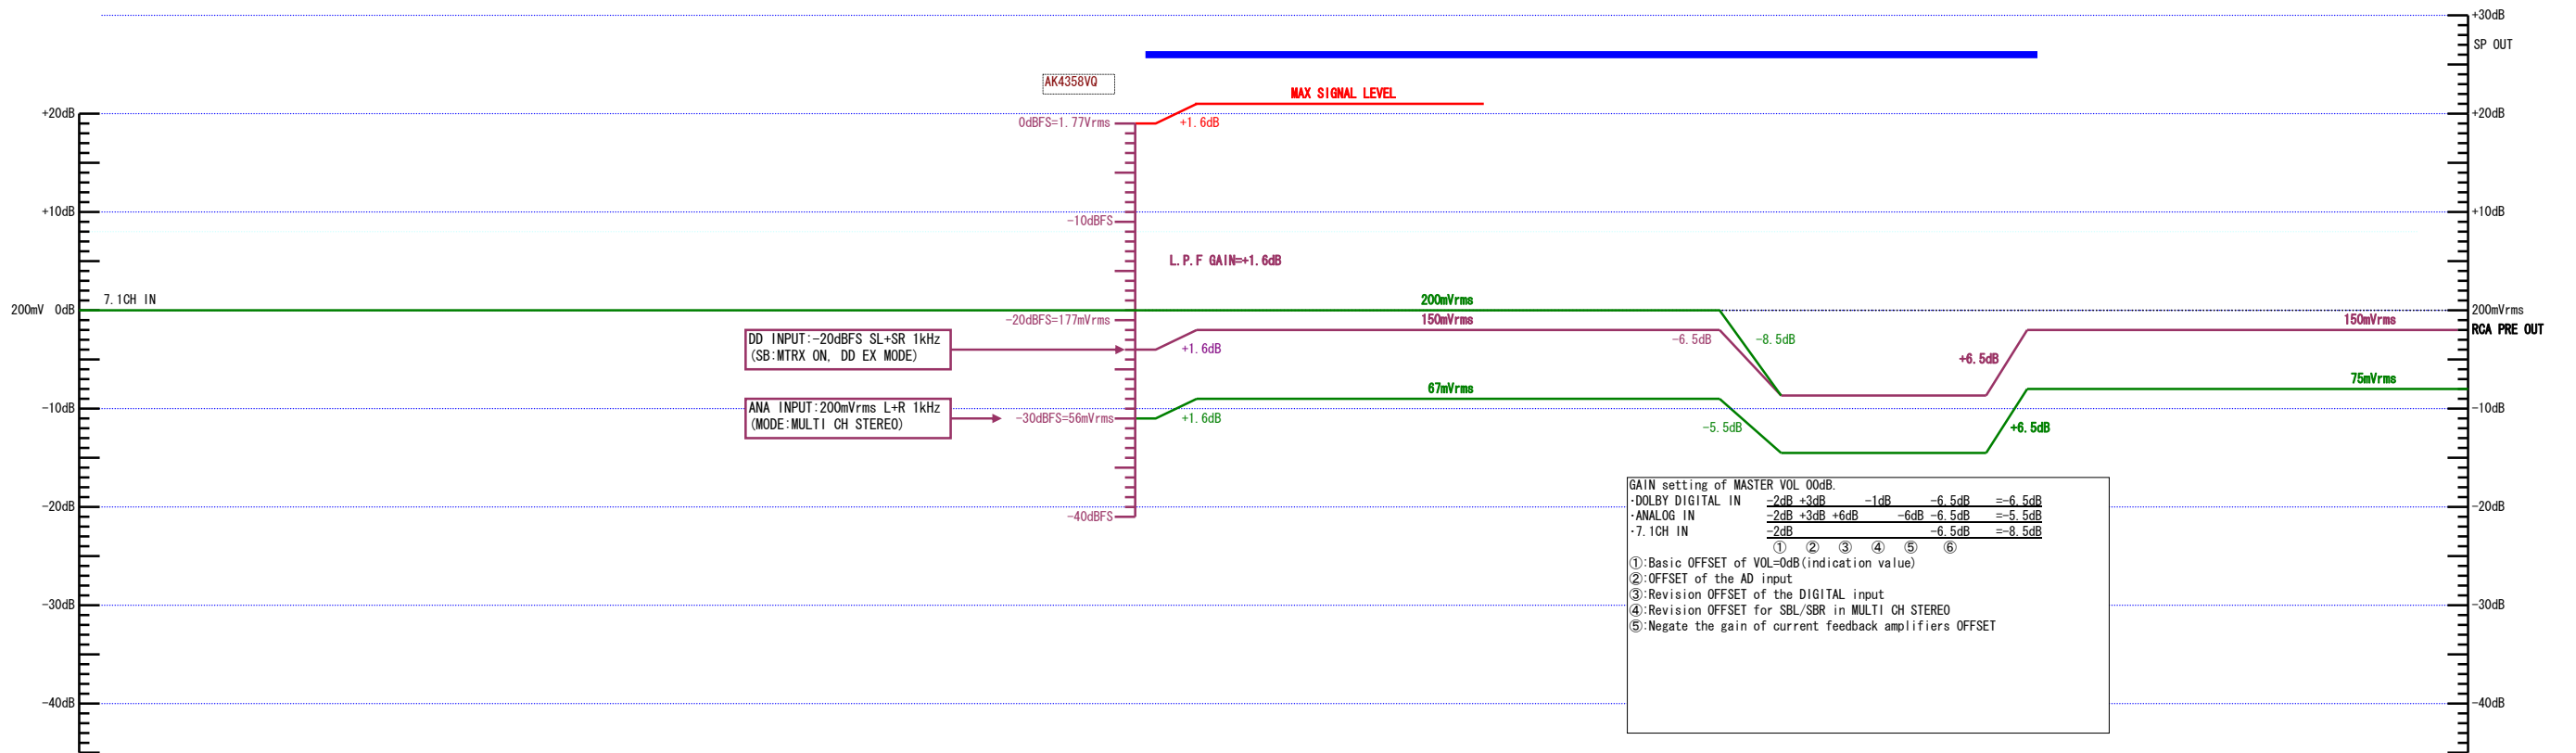 +30dB
SP OUT
AK4358VQ
MAX SIGNAL LEVEL
+20dB
0dBFS=1.77Vrms
+1.6dB
+20dB
+10dB
-10dBFS
+10dB
L.P.F GAIN=+1.6dB
7.1CH IN
200mVrms
200mV 0dB
200mVrms
-20dBFS=177mVrms
150mVrms
150mVrms
RCA PRE OUT
DD INPUT:-20dBFS SL+SR 1kHz
(SB:MTRX ON, DD EX MODE)
+1.6dB
-6.5dB
-8.5dB
+6.5dB
67mVrms
75mVrms
-10dB
ANA INPUT:200mVrms L+R 1kHz
(MODE:MULTI CH STEREO)
-30dBFS=56mVrms
+1.6dB
-5.5dB
+6.5dB
-10dB
GAIN setting of MASTER VOL 00dB.
・DOLBY DIGITAL IN -2dB +3dB -1dB -6.5dB =-6.5dB
・ANALOG IN -2dB +3dB +6dB -6dB -6.5dB =-5.5dB
・7.1CH IN -2dB -6.5dB =-8.5dB
① ② ③ ④ ⑤ ⑥
①:Basic OFFSET of VOL=0dB(indication value)
②:OFFSET of the AD input
③:Revision OFFSET of the DIGITAL input
④:Revision OFFSET for SBL/SBR in MULTI CH STEREO
⑤:Negate the gain of current feedback amplifiers OFFSET
-20dB
-40dBFS
-20dB
-30dB
-30dB
-40dB
-40dB